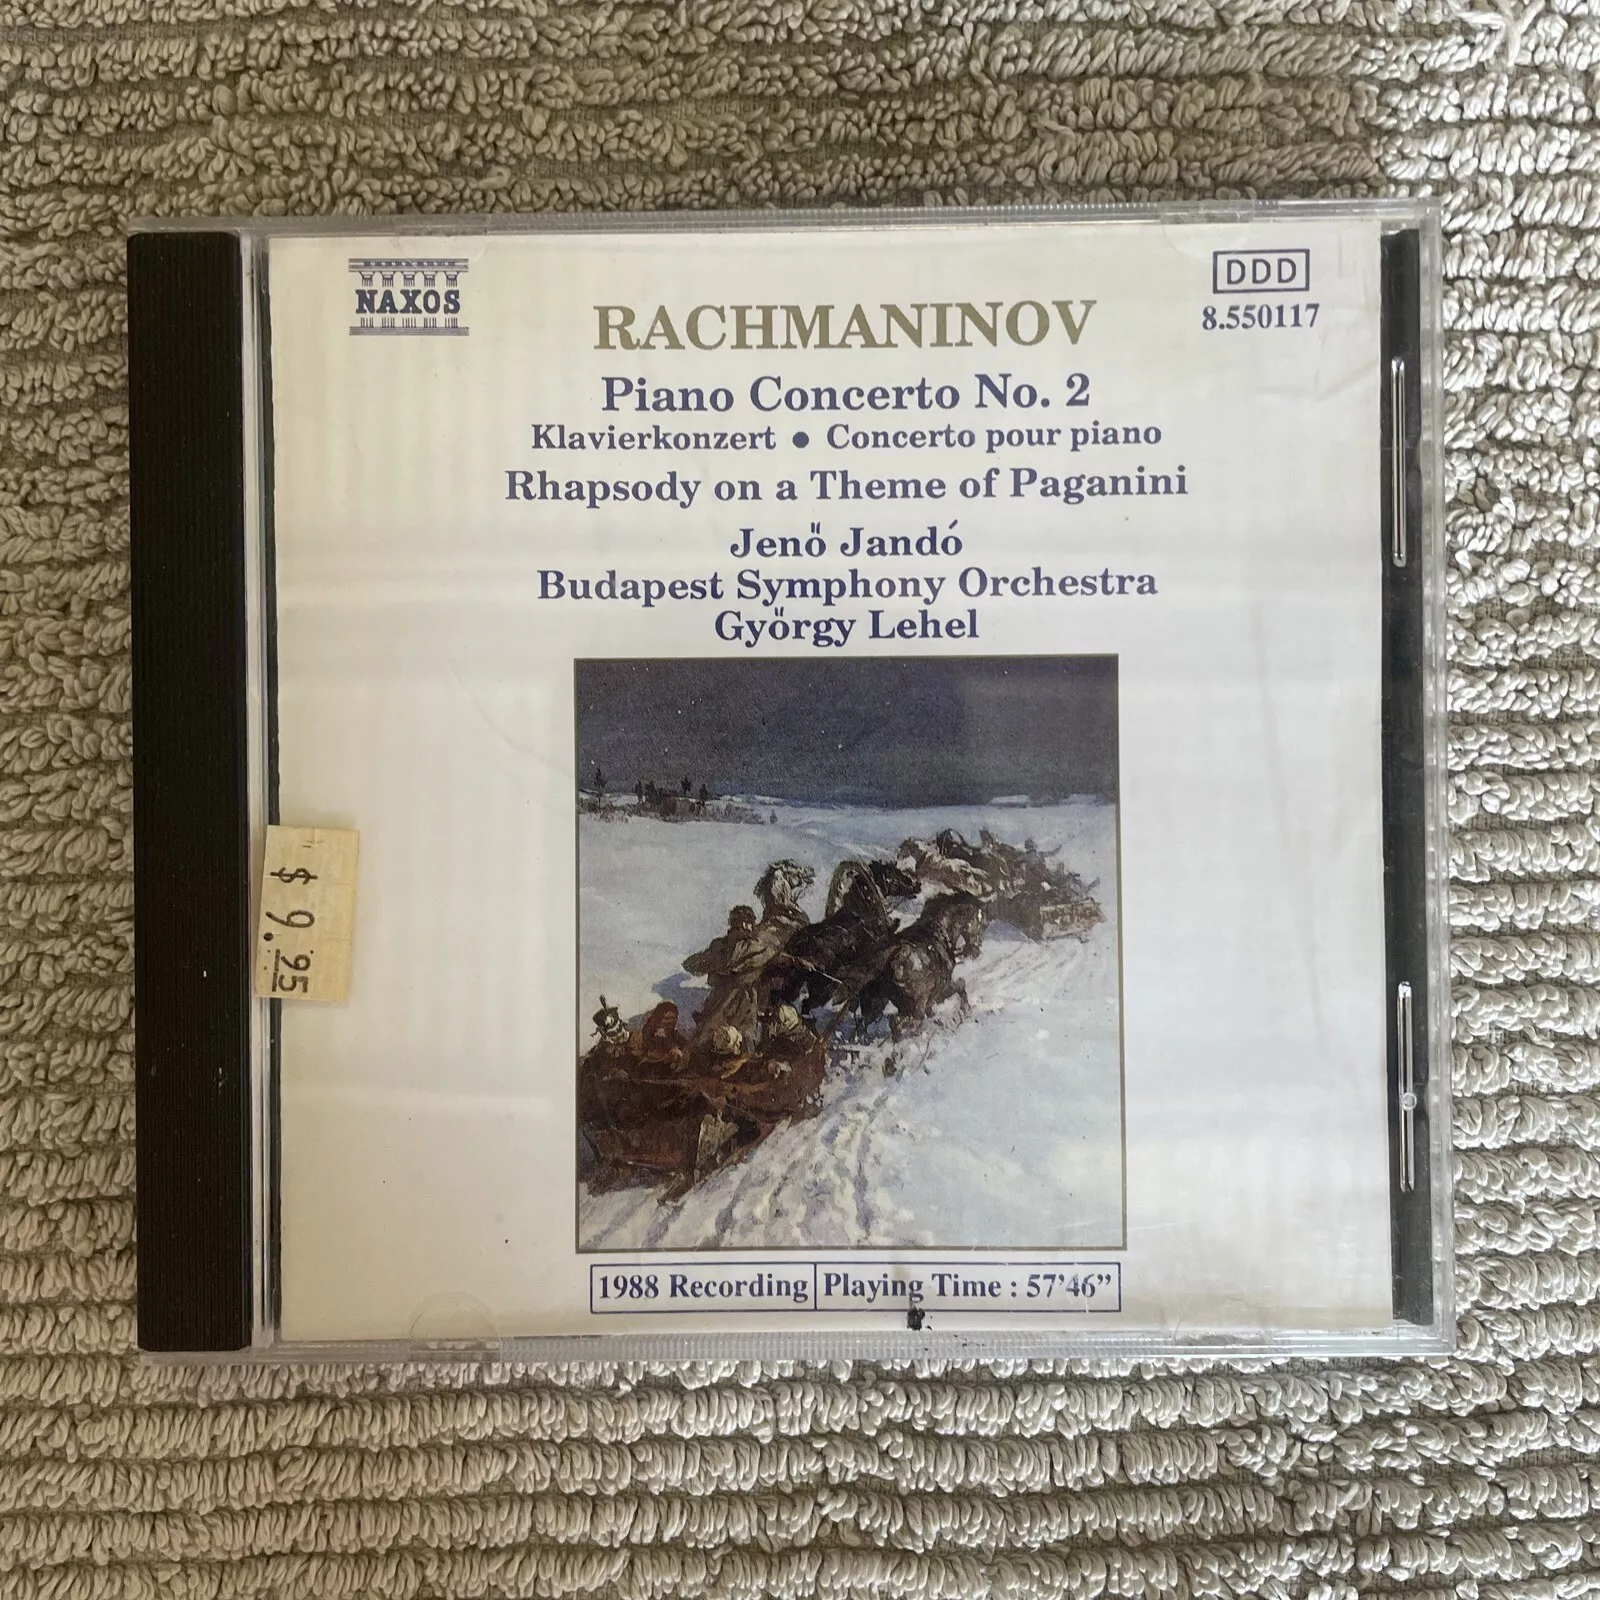 NAXOS
DDD
8.550117
RACHMANINOV
Piano Concerto No. 2
Klavierkonzert • Concerto pour piano
Rhapsody on a Theme of Paganini
Jenő Jandó
Budapest Symphony Orchestra
Győrgy Lehel
$ 9.95
1988 Recording Playing Time : 57'46”